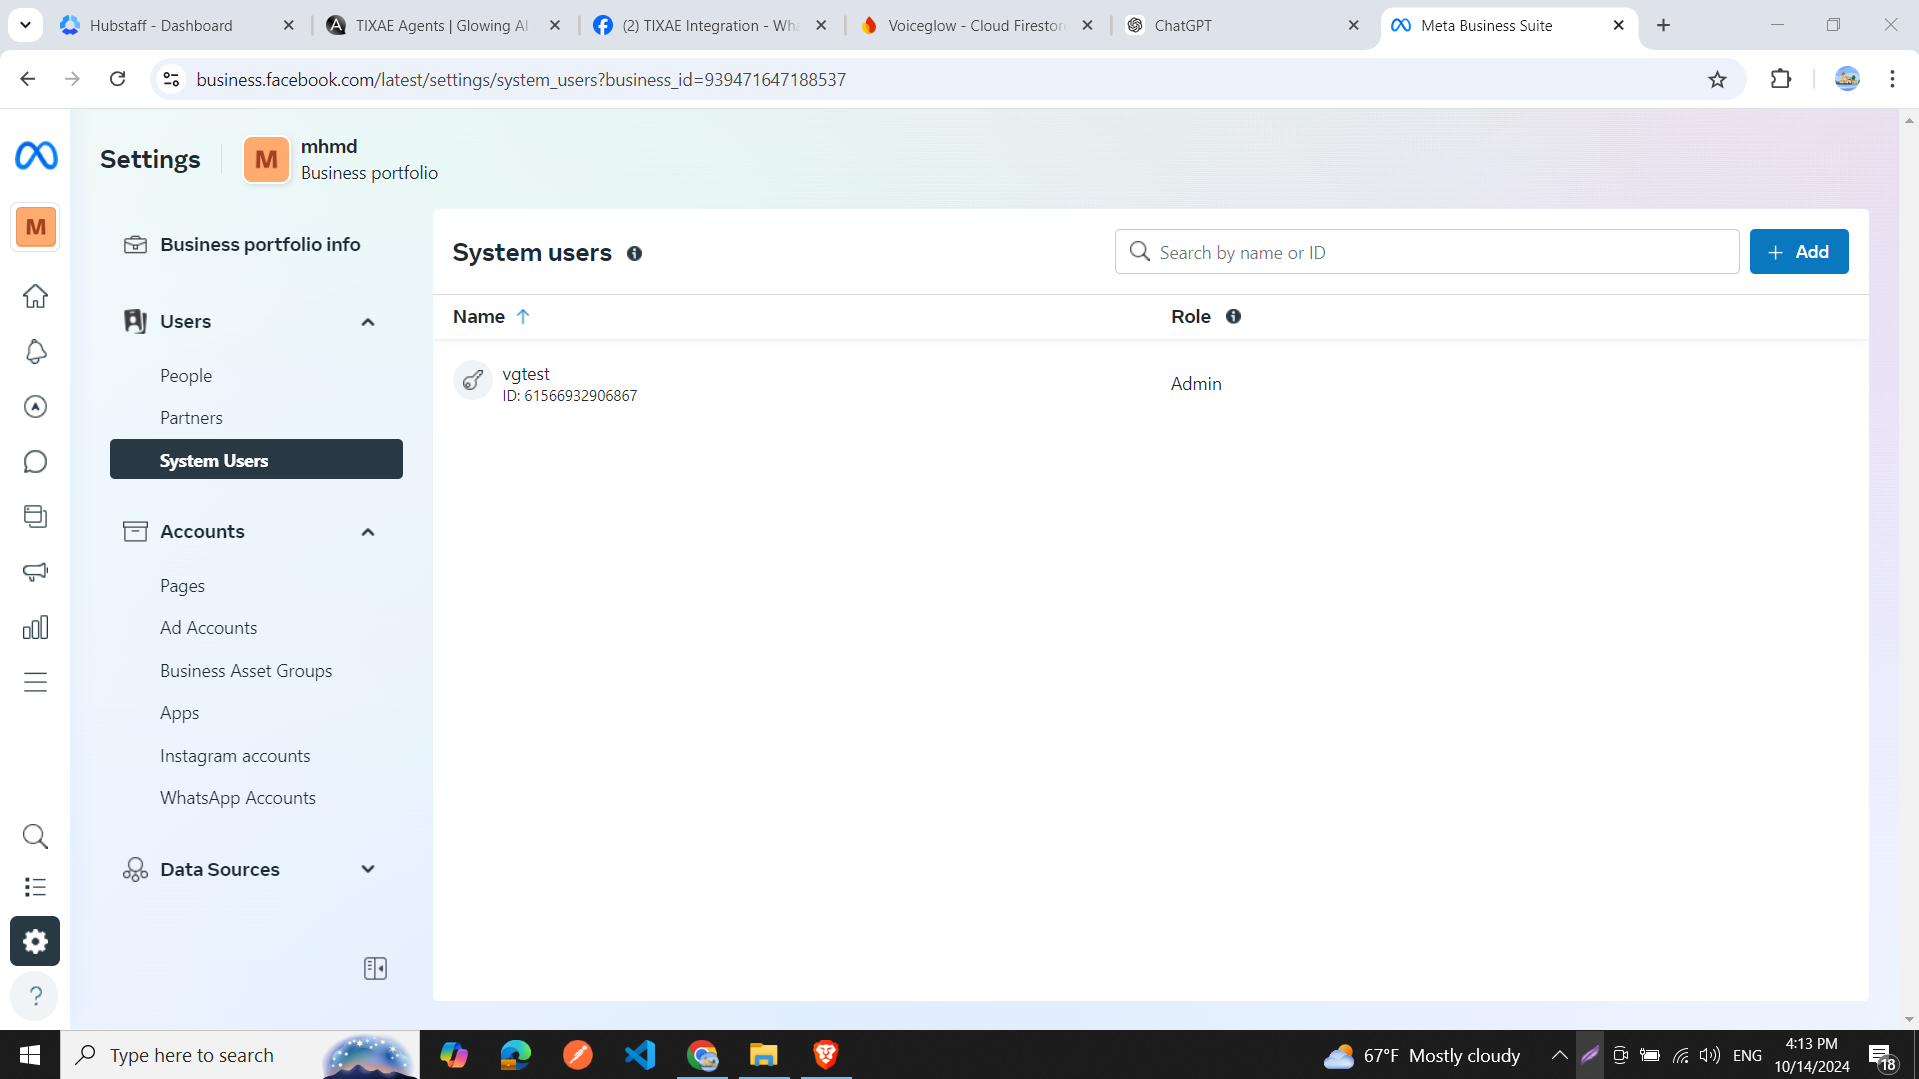 Hubstaff - Dashboard
TIXAE Agents | Glowing AI
(2) TIXAE Integration - Wha
Voiceglow - Cloud Firestor
ChatGPT
Meta Business Suite
business.facebook.com/latest/settings/system_users?business_id=939471647188537
Settings
M
mhmd
Business portfolio
M
Business portfolio info
Users
People
Partners
System Users
Accounts
Pages
Ad Accounts
Business Asset Groups
Apps
Instagram accounts
WhatsApp Accounts
Data Sources
?
System users
Search by name or ID
+ Add
Name
Role
vgtest
ID: 61566932906867
Admin
Type here to search
67°F Mostly cloudy
ENG
4:13 PM
10/14/2024
18